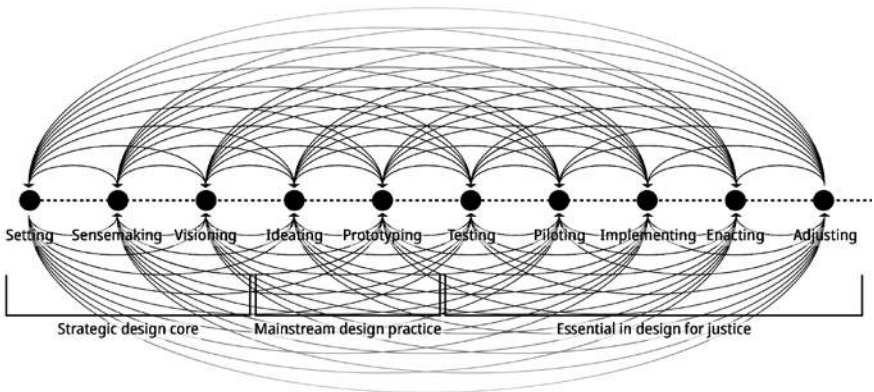 Setting Sensemaking Visioning Ideating Prototyping Testing Piloting Implementing Enacting Adjusting
Strategic design core Mainstream design practice Essential in design for justice